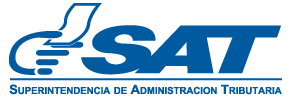 SAT
SUPERINTENDENCIA DE ADMINISTRACION TRIBUTARIA